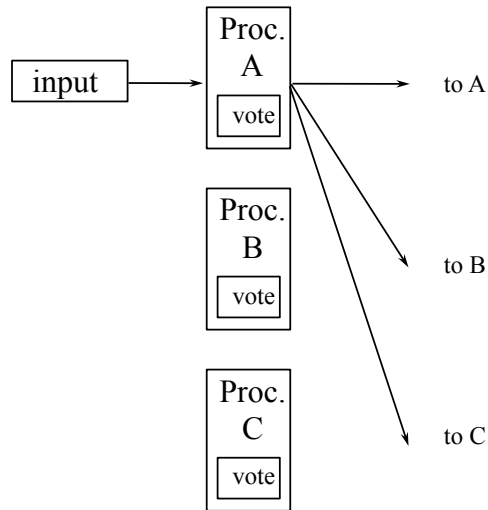 Proc.
A
input
vote
to A
Proc.
B
vote
to B
Proc.
C
vote
to C